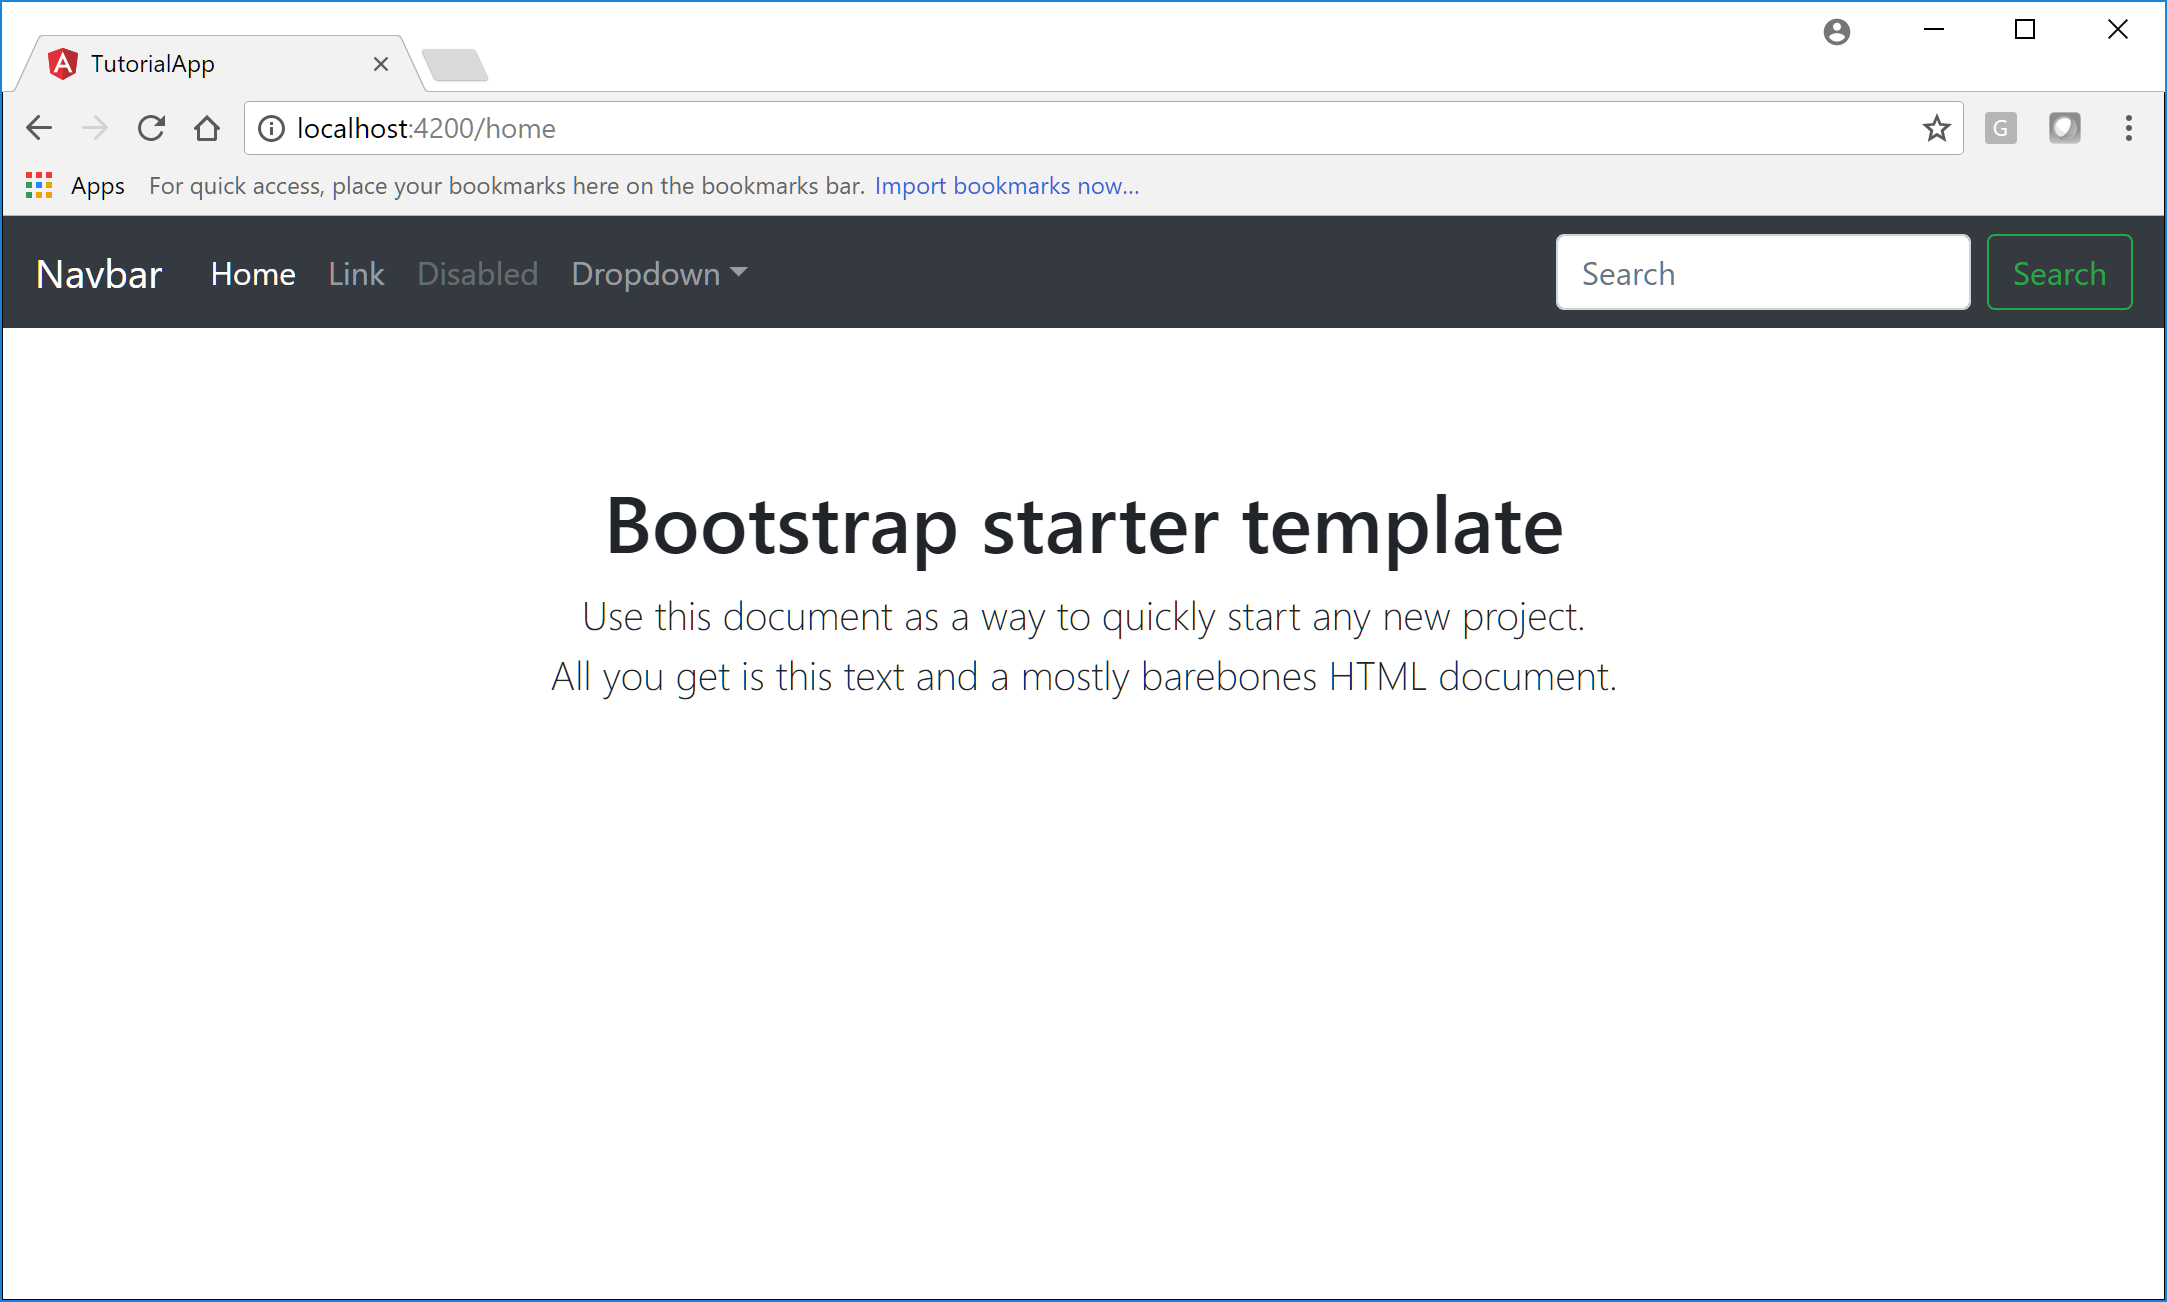 TutorialApp
localhost:4200/home
G
Apps For quick access, place your bookmarks here on the bookmarks bar. Import bookmarks now...
Navbar Home Link Disabled Dropdown Search Search
Bootstrap starter template
Use this document as a way to quickly start any new project.
All you get is this text and a mostly barebones HTML document.